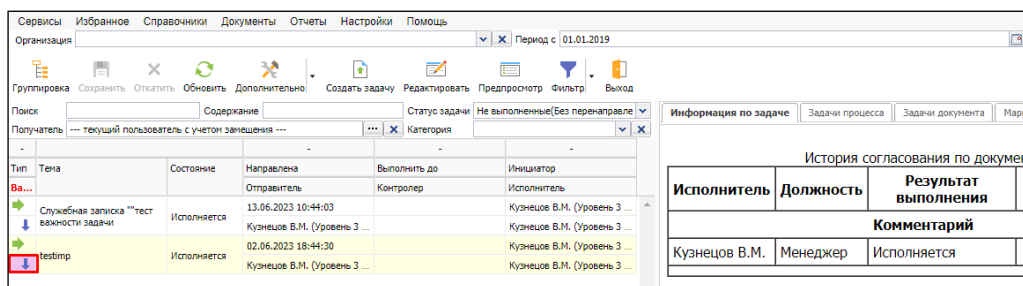 Сервисы Избранное Справочники Документы Отчеты Настройки Помощь
Организация Период с 01.01.2019
Группировка Сохранить Откатить Обновить Дополнительно Создать задачу Редактировать Предпросмотр Фильтр Выход
Поиск Содержание Статус задачи Не выполненные(Без перенаправле
Получатель --- текущий пользователь с учетом замещения --- ... Категория
- - - -
Тип Тема Состояние Направлена Выполнить до Инициатор
Ва... Отправитель Контролер Исполнитель
Служебная записка ""тест важности задачи Исполняется 13.06.2023 10:44:03 Кузнецов В.М. (Уровень 3 ...
Кузнецов В.М. (Уровень 3 ... Кузнецов В.М. (Уровень 3 ...
testimp Исполняется 02.06.2023 18:44:30 Кузнецов В.М. (Уровень 3 ...
Кузнецов В.М. (Уровень 3 ... Кузнецов В.М. (Уровень 3 ...
Информация по задаче Задачи процесса Задачи документа
История согласования по
Исполнитель Должность Результат выполнения
Комментарий
Кузнецов В.М. Менеджер Исполняется